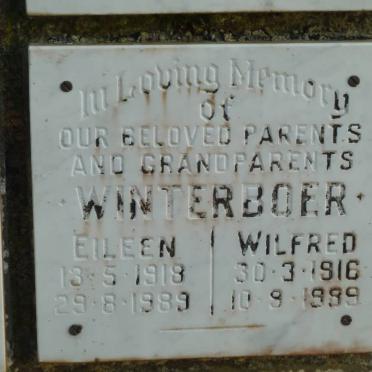 In Loving Memory
of
OUR BELOVED PARENTS
AND GRANDPARENTS
WINTERBOER
EILEEN WILFRED
13·5·1918 30·3·1916
29·8·1989 10·9·1999